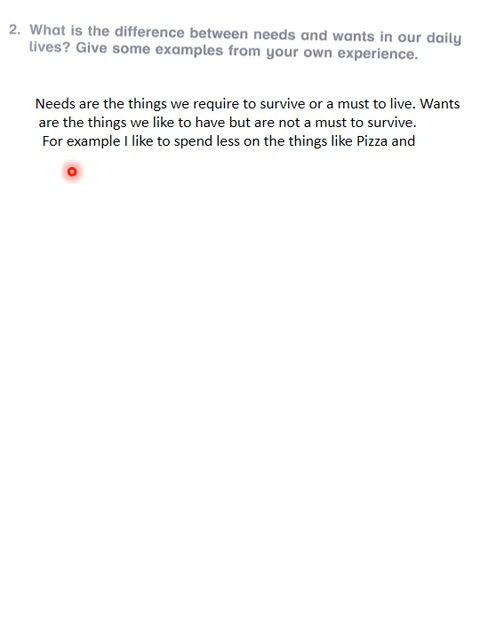 2. What is the difference between needs and wants in our daily
lives? Give some examples from your own experience.
Needs are the things we require to survive or a must to live. Wants
are the things we like to have but are not a must to survive.
For example I like to spend less on the things like Pizza and